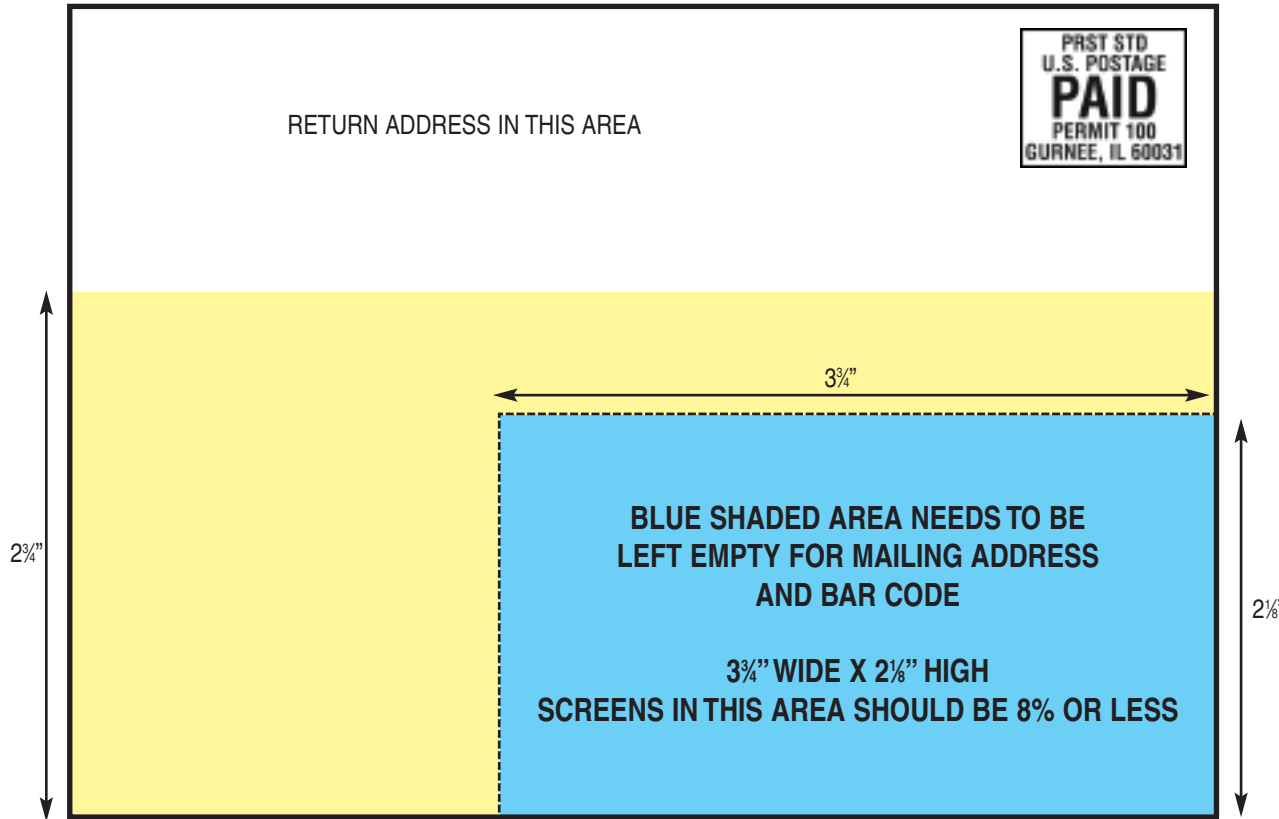 PRST STD
U.S. POSTAGE
PAID
PERMIT 100
GURNEE, IL 60031
RETURN ADDRESS IN THIS AREA
3¾”
2¾”
BLUE SHADED AREA NEEDS TO BE
LEFT EMPTY FOR MAILING ADDRESS
AND BAR CODE
2⅛”
3¾” WIDE X 2⅛” HIGH
SCREENS IN THIS AREA SHOULD BE 8% OR LESS